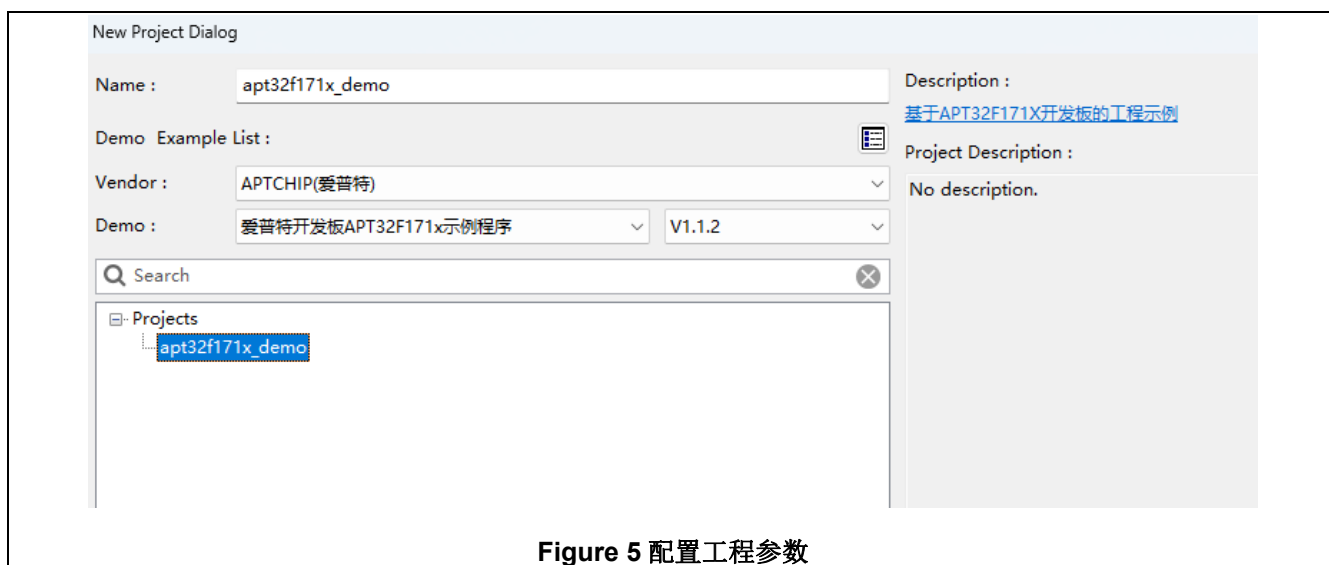 New Project Dialog
Name :
apt32f171x_demo
Demo Example List :
Vendor :
APTCHIP(爱普特)
Demo :
爱普特开发板APT32F171x示例程序
V1.1.2
Search
Projects
apt32f171x_demo
Description :
基于APT32F171X开发板的工程示例
Project Description :
No description.
Figure 5 配置工程参数